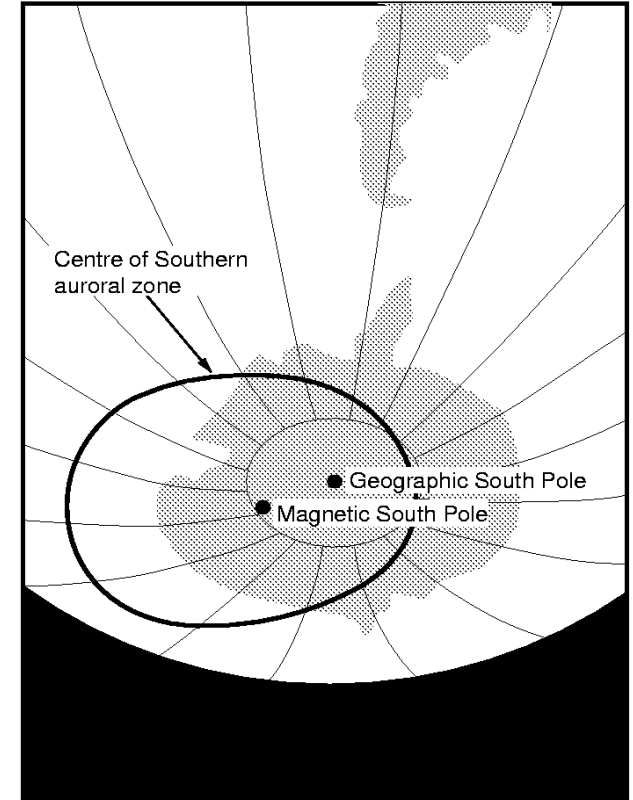 Centre of Southern
auroral zone
Geographic South Pole
Magnetic South Pole